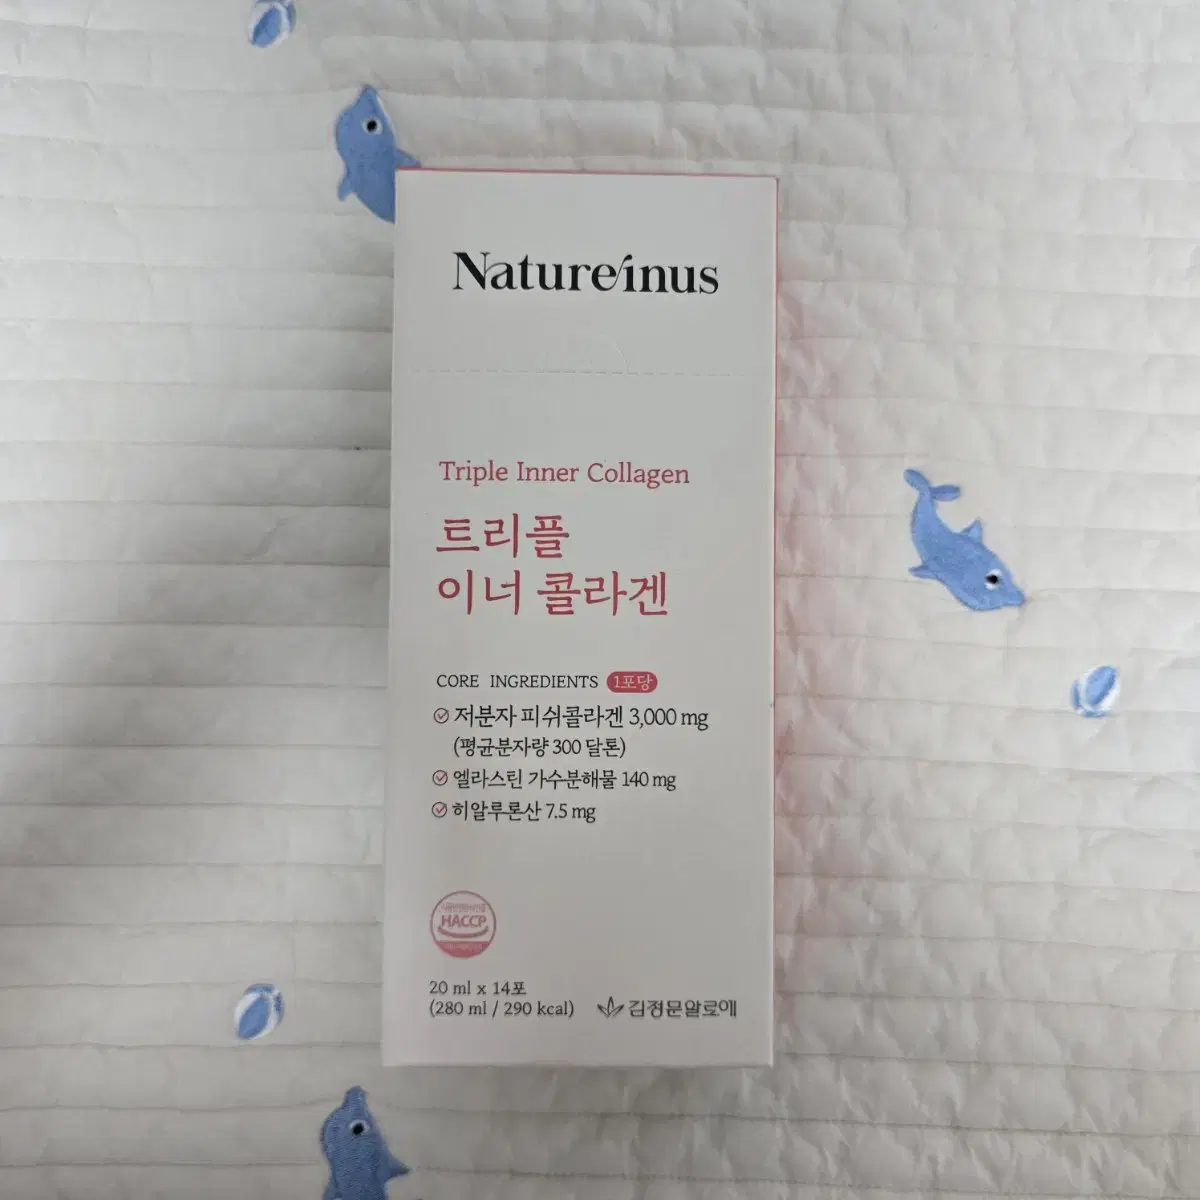 Nature/inus
Triple Inner Collagen
트리플
이너 콜라겐
CORE INGREDIENTS 1포당
저분자 피쉬콜라겐 3,000 mg
(평균분자량 300 달톤)
엘라스틴 가수분해물 140 mg
히알루론산 7.5 mg
HACCP
20 ml x 14포
(280 ml / 290 kcal) 김정문알로에